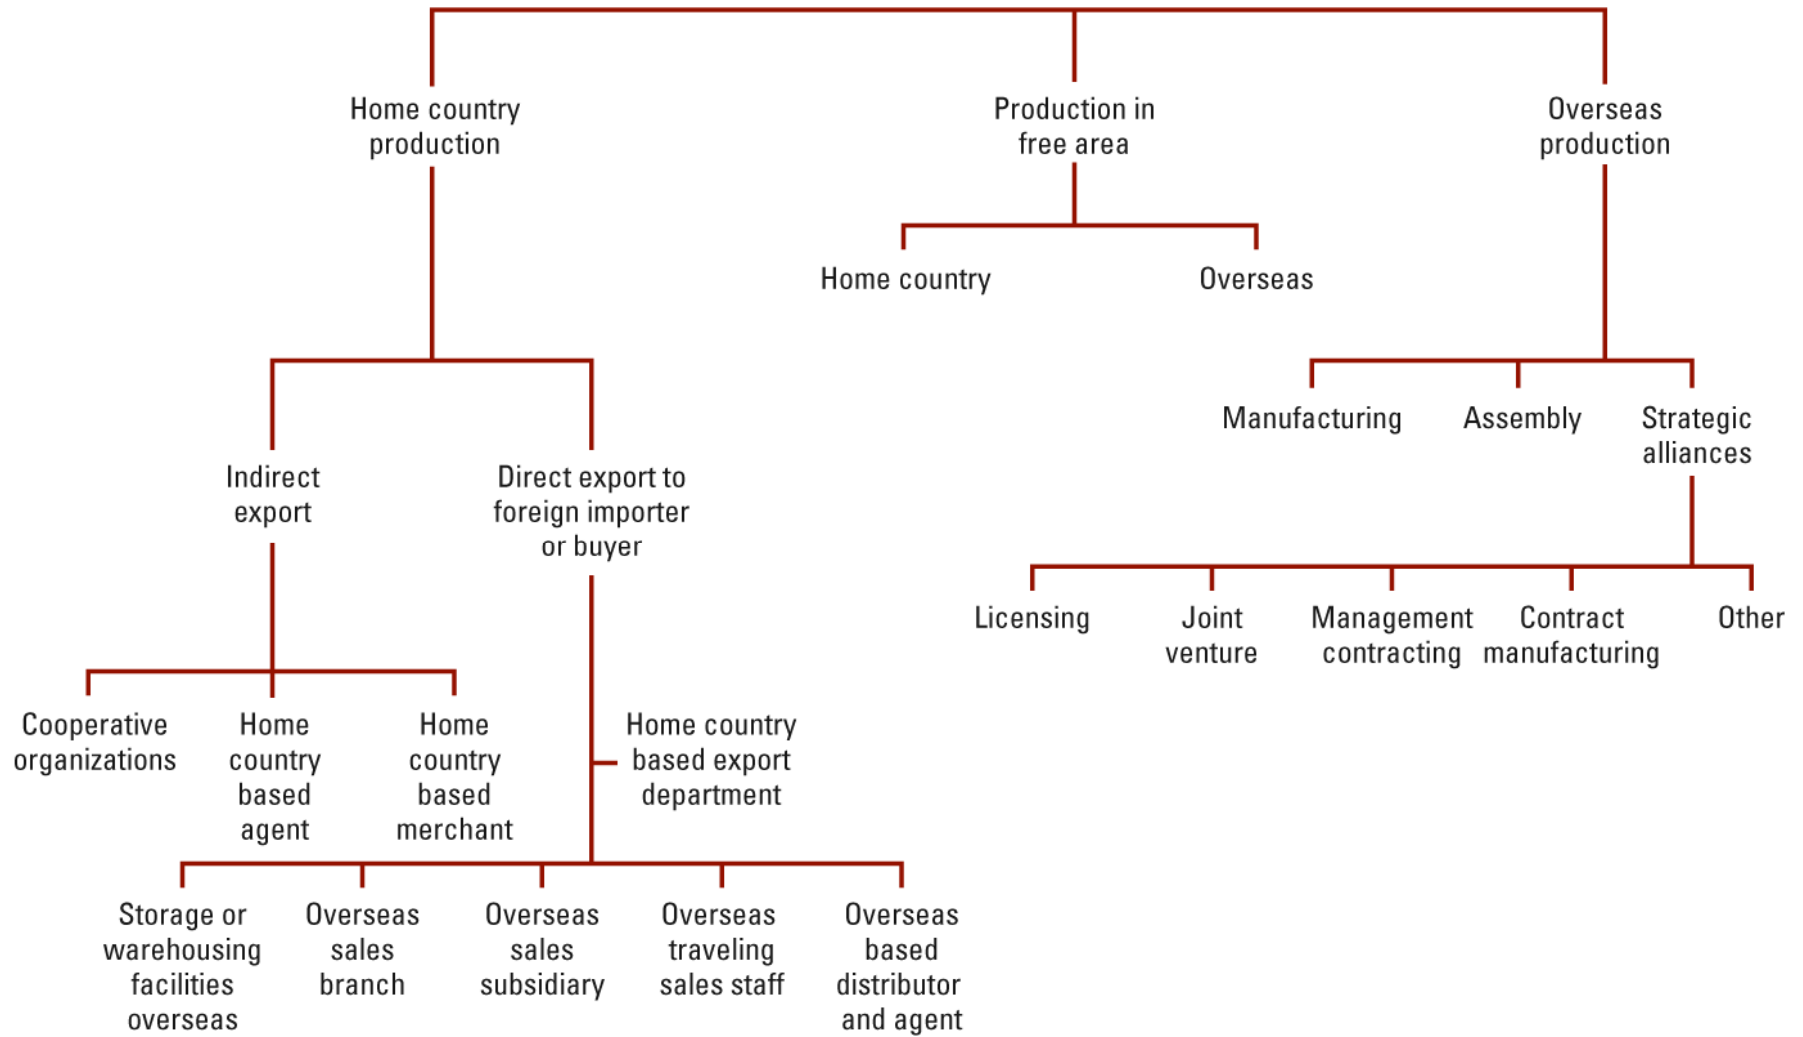 Home country
production
Production in
free area
Overseas
production
Home country
Overseas
Manufacturing
Assembly
Strategic
alliances
Indirect
export
Direct export to
foreign importer
or buyer
Licensing
Joint
venture
Management
contracting
Contract
manufacturing
Other
Cooperative
organizations
Home
country
based
agent
Home
country
based
merchant
Home country
based export
department
Storage or
warehousing
facilities
overseas
Overseas
sales
branch
Overseas
sales
subsidiary
Overseas
traveling
sales staff
Overseas
based
distributor
and agent